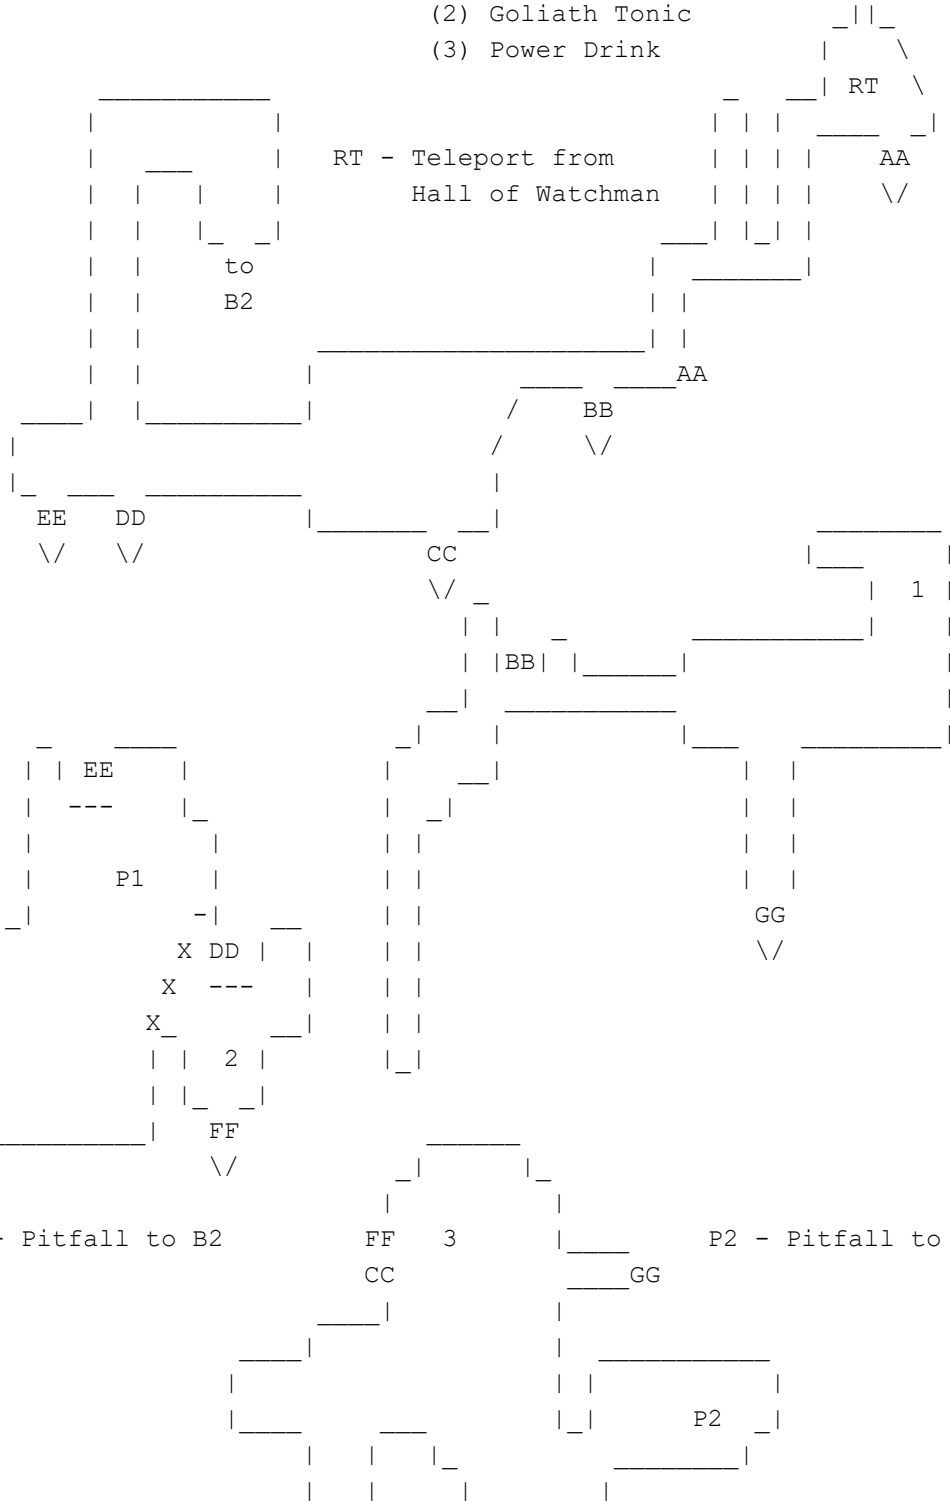 (2) Goliath Tonic
(3) Power Drink
RT
RT - Teleport from
AA
Hall of Watchman
to
B2
AA
BB
EE DD
CC
1
BB
EE
P1
GG
X DD
X
X
2
FF
- Pitfall to B2
FF 3
P2 - Pitfall to
CC
GG
P2